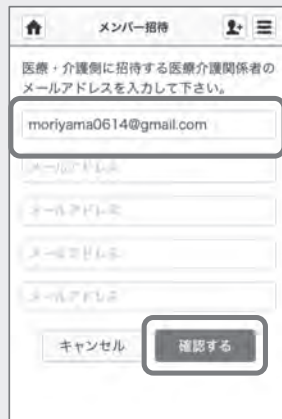 メンバー招待
医療・介護側に招待する医療介護関係者の
メールアドレスを入力して下さい。
moriyama0614@gmail.com
メールアドレス
メールアドレス
メールアドレス
メールアドレス
キャンセル
確認する